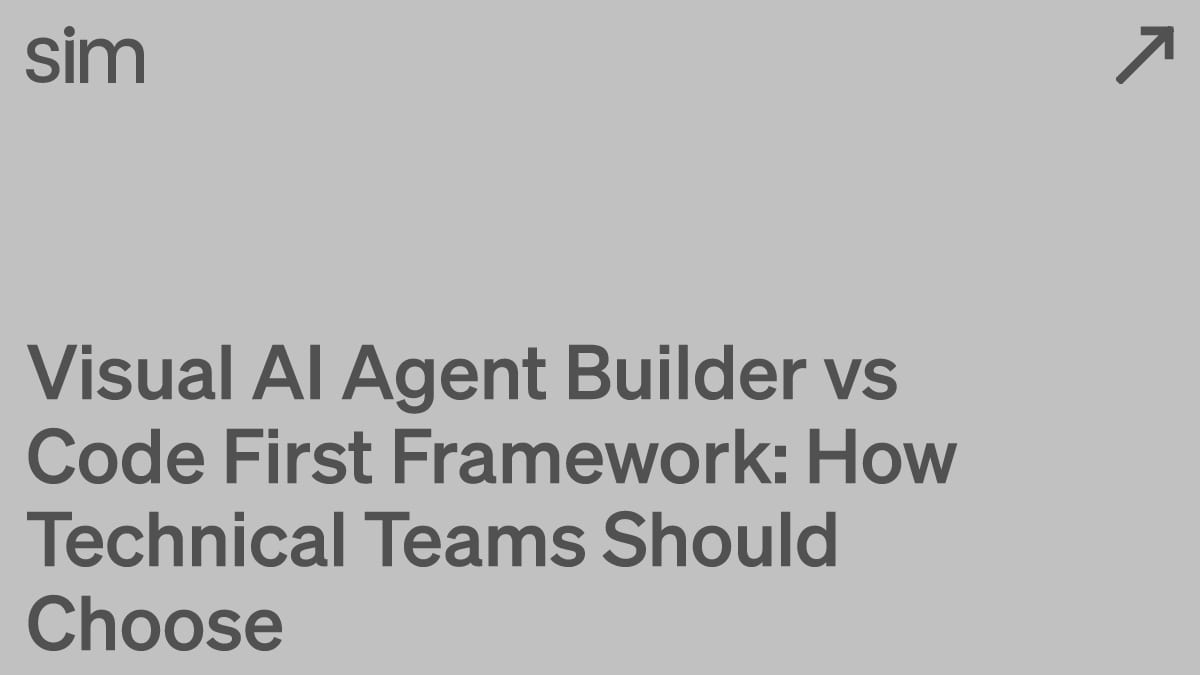 sim
Visual AI Agent Builder vs
Code First Framework: How
Technical Teams Should
Choose